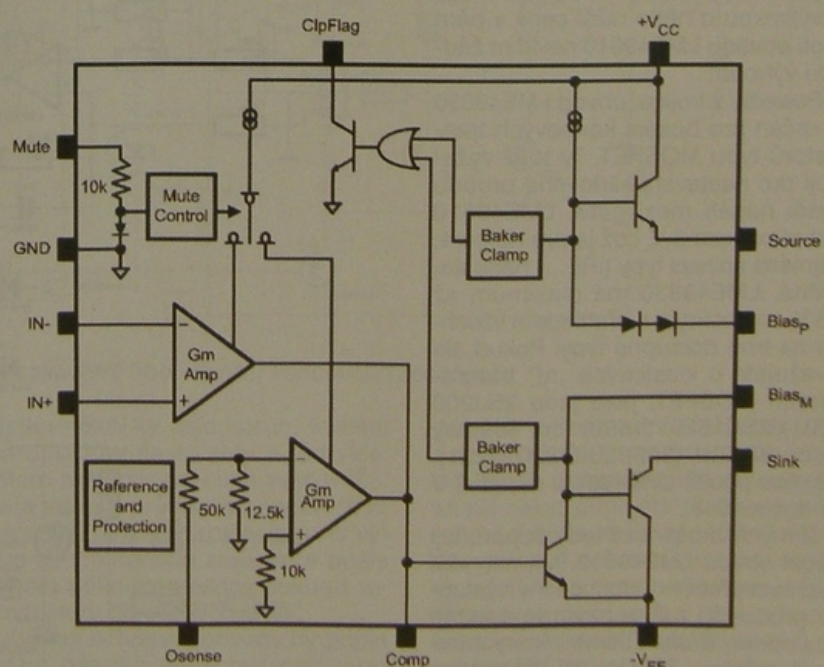 ClpFlag
+VCC
Mute
10k
Mute
Control
GND
Baker
Clamp
Source
IN-
−
Gm
Amp
+
BiasP
IN+
BiasM
Baker
Clamp
Sink
Reference
and
Protection
50k
12.5k
−
Gm
Amp
+
10k
Osense
Comp
-VEE